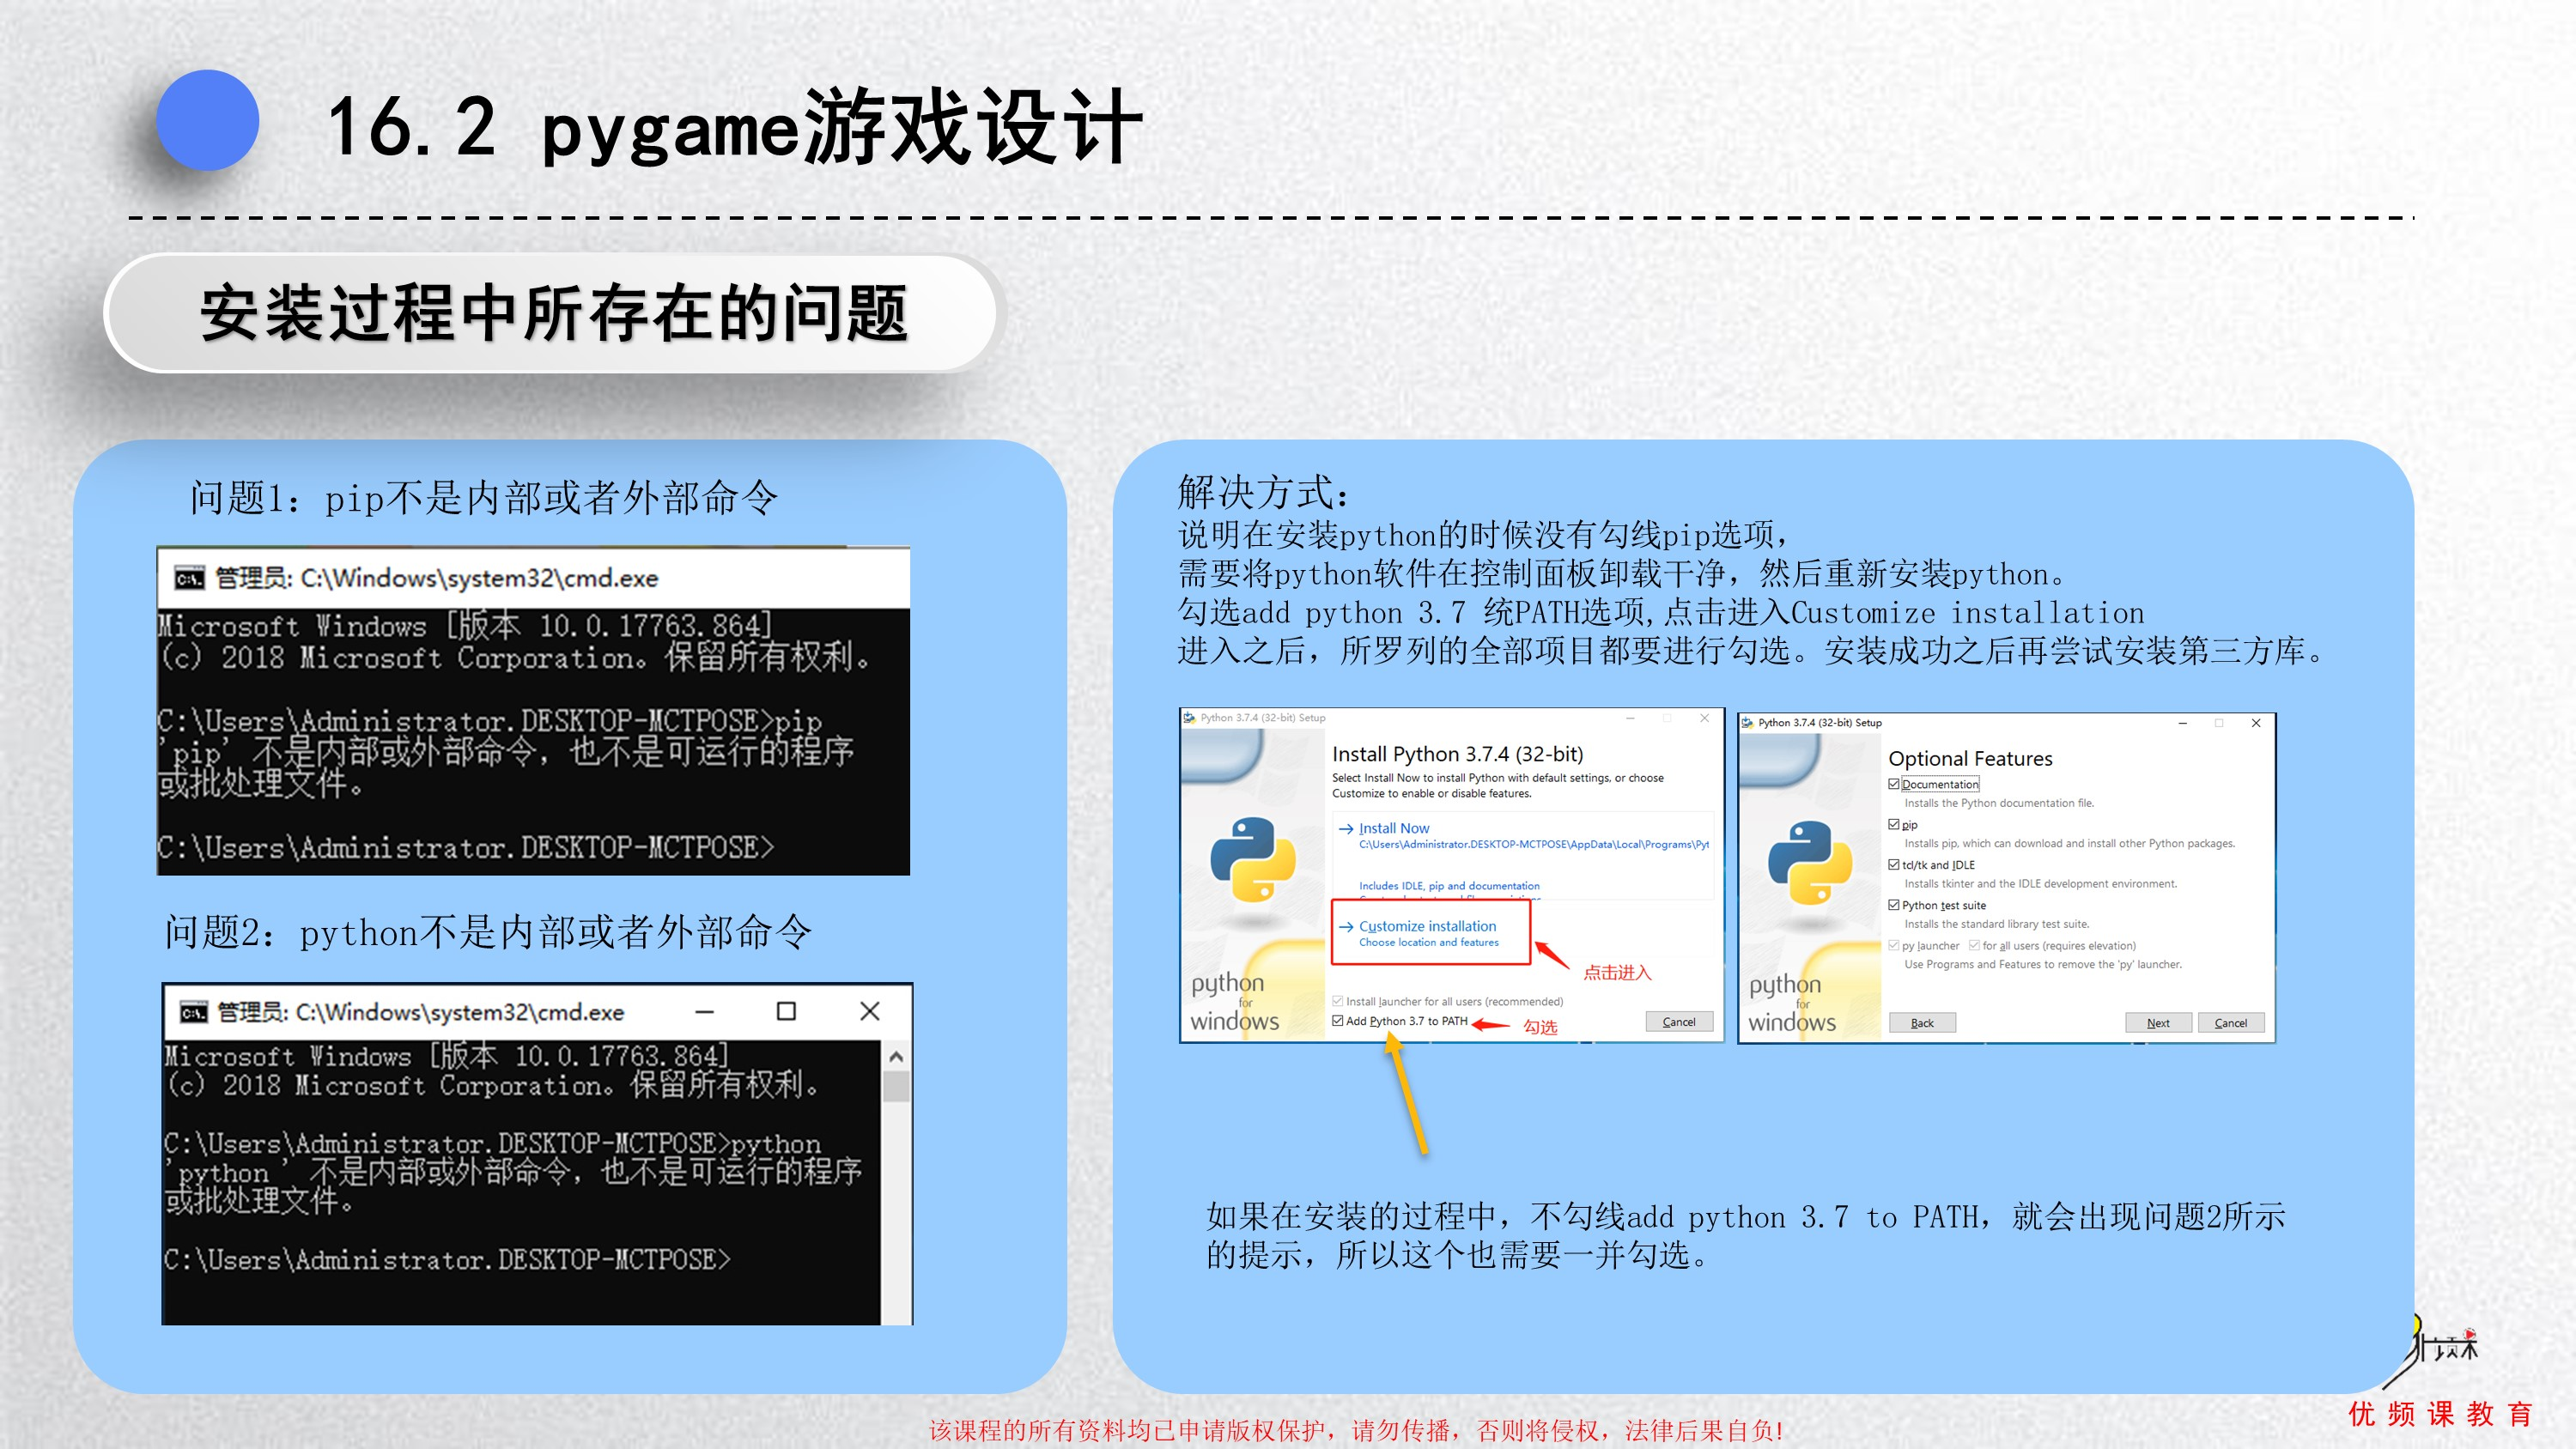 16.2 pygame游戏设计
安装过程中所存在的问题
问题1：pip不是内部或者外部命令
管理员: C:\Windows\system32\cmd.exe
Microsoft Windows [版本 10.0.17763.864]
(c) 2018 Microsoft Corporation。保留所有权利。
C:\Users\Administrator.DESKTOP-MCTPOSE>pip
'pip' 不是内部或外部命令，也不是可运行的程序
或批处理文件。
C:\Users\Administrator.DESKTOP-MCTPOSE>
问题2：python不是内部或者外部命令
管理员: C:\Windows\system32\cmd.exe
Microsoft Windows [版本 10.0.17763.864]
(c) 2018 Microsoft Corporation。保留所有权利。
C:\Users\Administrator.DESKTOP-MCTPOSE>python
'python ' 不是内部或外部命令，也不是可运行的程序
或批处理文件。
C:\Users\Administrator.DESKTOP-MCTPOSE>
解决方式：
说明在安装python的时候没有勾线pip选项，
需要将python软件在控制面板卸载干净，然后重新安装python。
勾选add python 3.7 统PATH选项,点击进入Customize installation
进入之后，所罗列的全部项目都要进行勾选。安装成功之后再尝试安装第三方库。
Python 3.7.4 (32-bit) Setup
Install Python 3.7.4 (32-bit)
Select Install Now to install Python with default settings, or choose
Customize to enable or disable features.
Install Now
C:\Users\Administrator.DESKTOP-MCTPOSE\AppData\Local\Programs\Pyt
Includes IDLE, pip and documentation
Customize installation
Choose location and features
点击进入
Install launcher for all users (recommended)
Add Python 3.7 to PATH
勾选
Cancel
python
for
windows
Python 3.7.4 (32-bit) Setup
Optional Features
Documentation
Installs the Python documentation file.
pip
Installs pip, which can download and install other Python packages.
tcl/tk and IDLE
Installs tkinter and the IDLE development environment.
Python test suite
Installs the standard library test suite.
py launcher for all users (requires elevation)
Use Programs and Features to remove the 'py' launcher.
python
for
windows
Back Next Cancel
如果在安装的过程中，不勾线add python 3.7 to PATH，就会出现问题2所示
的提示，所以这个也需要一并勾选。
优频课教育
该课程的所有资料均已申请版权保护，请勿传播，否则将侵权，法律后果自负!